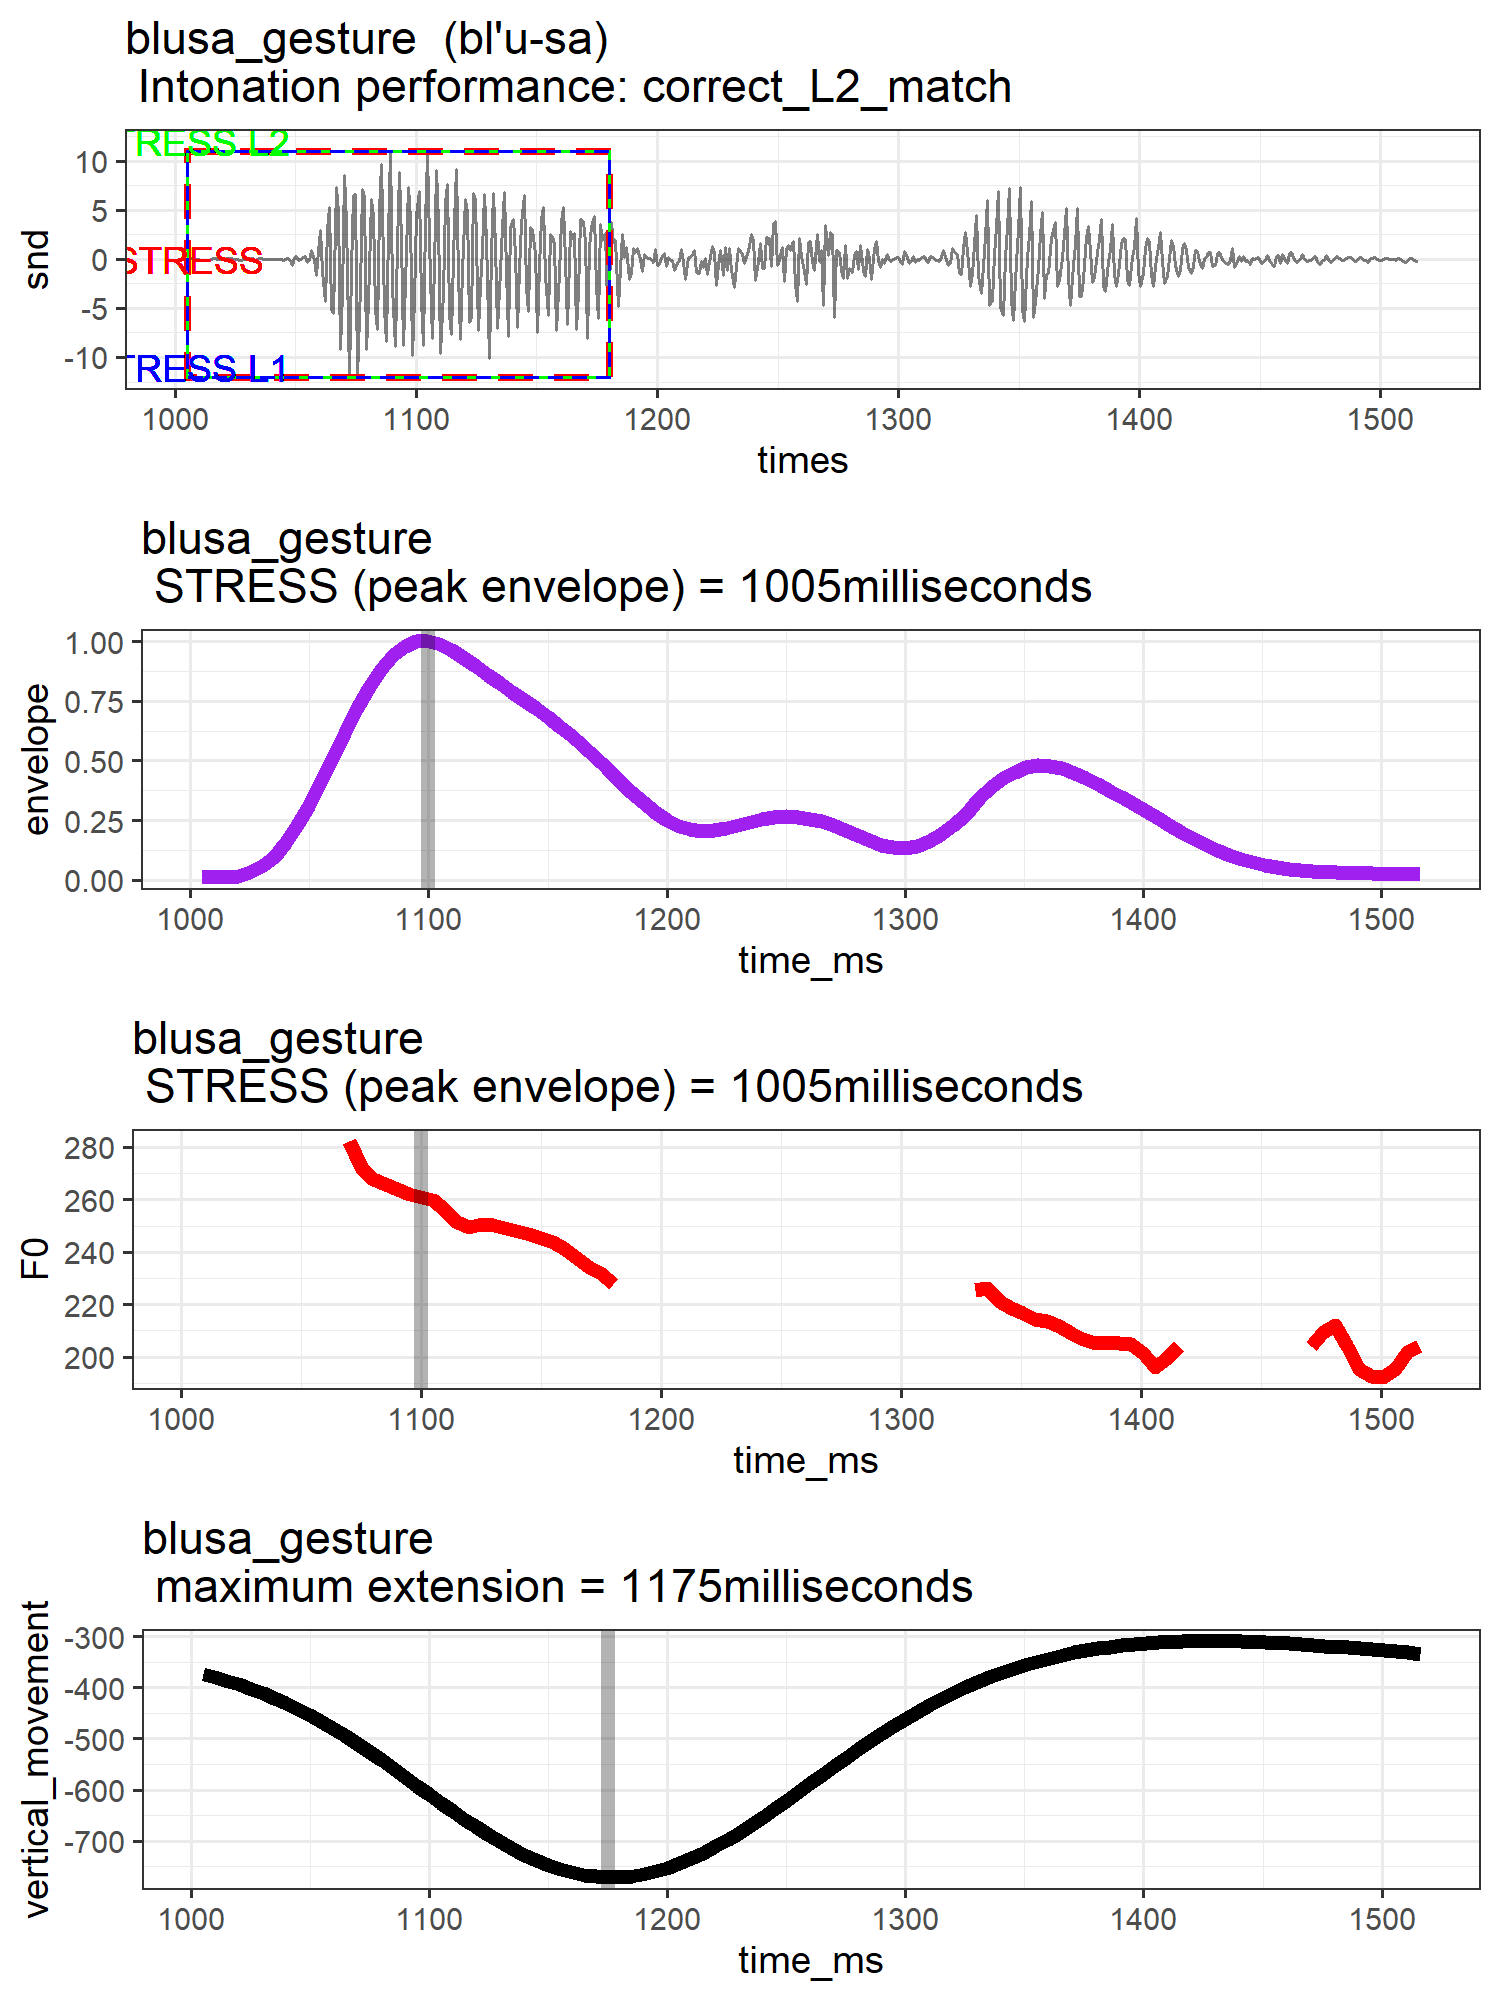 blusa_gesture (bl'u-sa)
Intonation performance: correct_L2_match
RESS L2
STRESS
TRESS L1
10
5
0
-5
-10
snd
1000 1100 1200 1300 1400 1500
times
blusa_gesture
STRESS (peak envelope) = 1005milliseconds
1.00
0.75
0.50
0.25
0.00
envelope
1000 1100 1200 1300 1400 1500
time_ms
blusa_gesture
STRESS (peak envelope) = 1005milliseconds
280
260
240
220
200
F0
1000 1100 1200 1300 1400 1500
time_ms
blusa_gesture
maximum extension = 1175milliseconds
-300
-400
-500
-600
-700
vertical_movement
1000 1100 1200 1300 1400 1500
time_ms